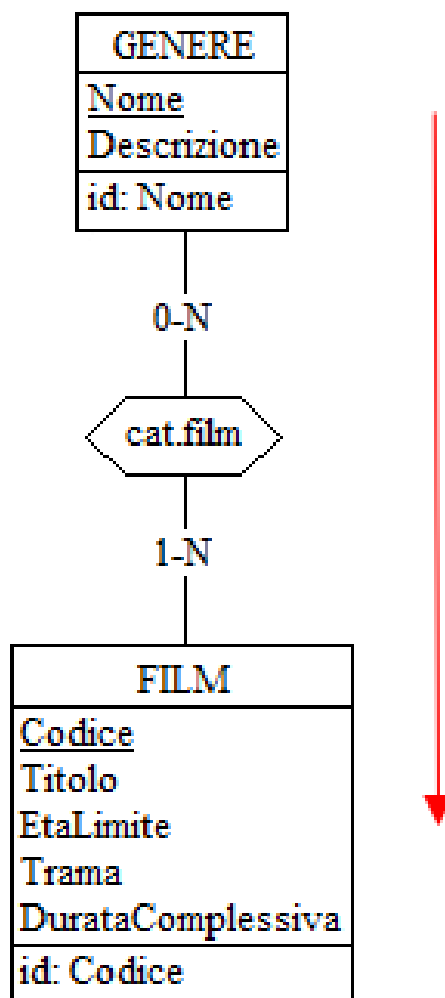 GENERE
Nome
Descrizione
id: Nome
0-N
cat.film
1-N
FILM
Codice
Titolo
EtaLimite
Trama
DurataComplessiva
id: Codice